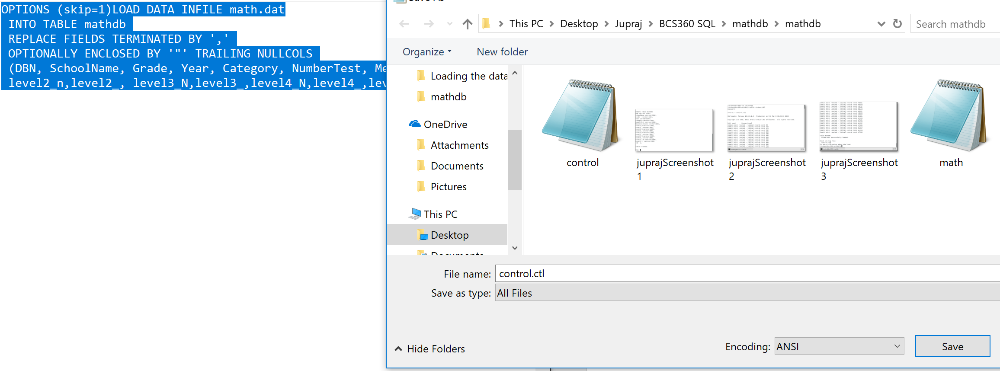 OPTIONS (skip=1)LOAD DATA INFILE math.dat
INTO TABLE mathdb
REPLACE FIELDS TERMINATED BY ','
OPTIONALLY ENCLOSED BY '"' TRAILING NULLCOLS
(DBN, SchoolName, Grade, Year, Category, NumberTest, Me
level2_n,level2_, level3_N,level3_,level4_N,level4_,lev
Save As
This PC > Desktop > Jupraj > BCS360 SQL > mathdb > mathdb
Search mathdb
Organize
New folder
Loading the data
mathdb
OneDrive
Attachments
Documents
Pictures
This PC
Desktop
Documents
control
juprajScreenshot
1
juprajScreenshot
2
juprajScreenshot
3
math
File name: control.ctl
Save as type: All Files
Hide Folders
Encoding: ANSI
Save